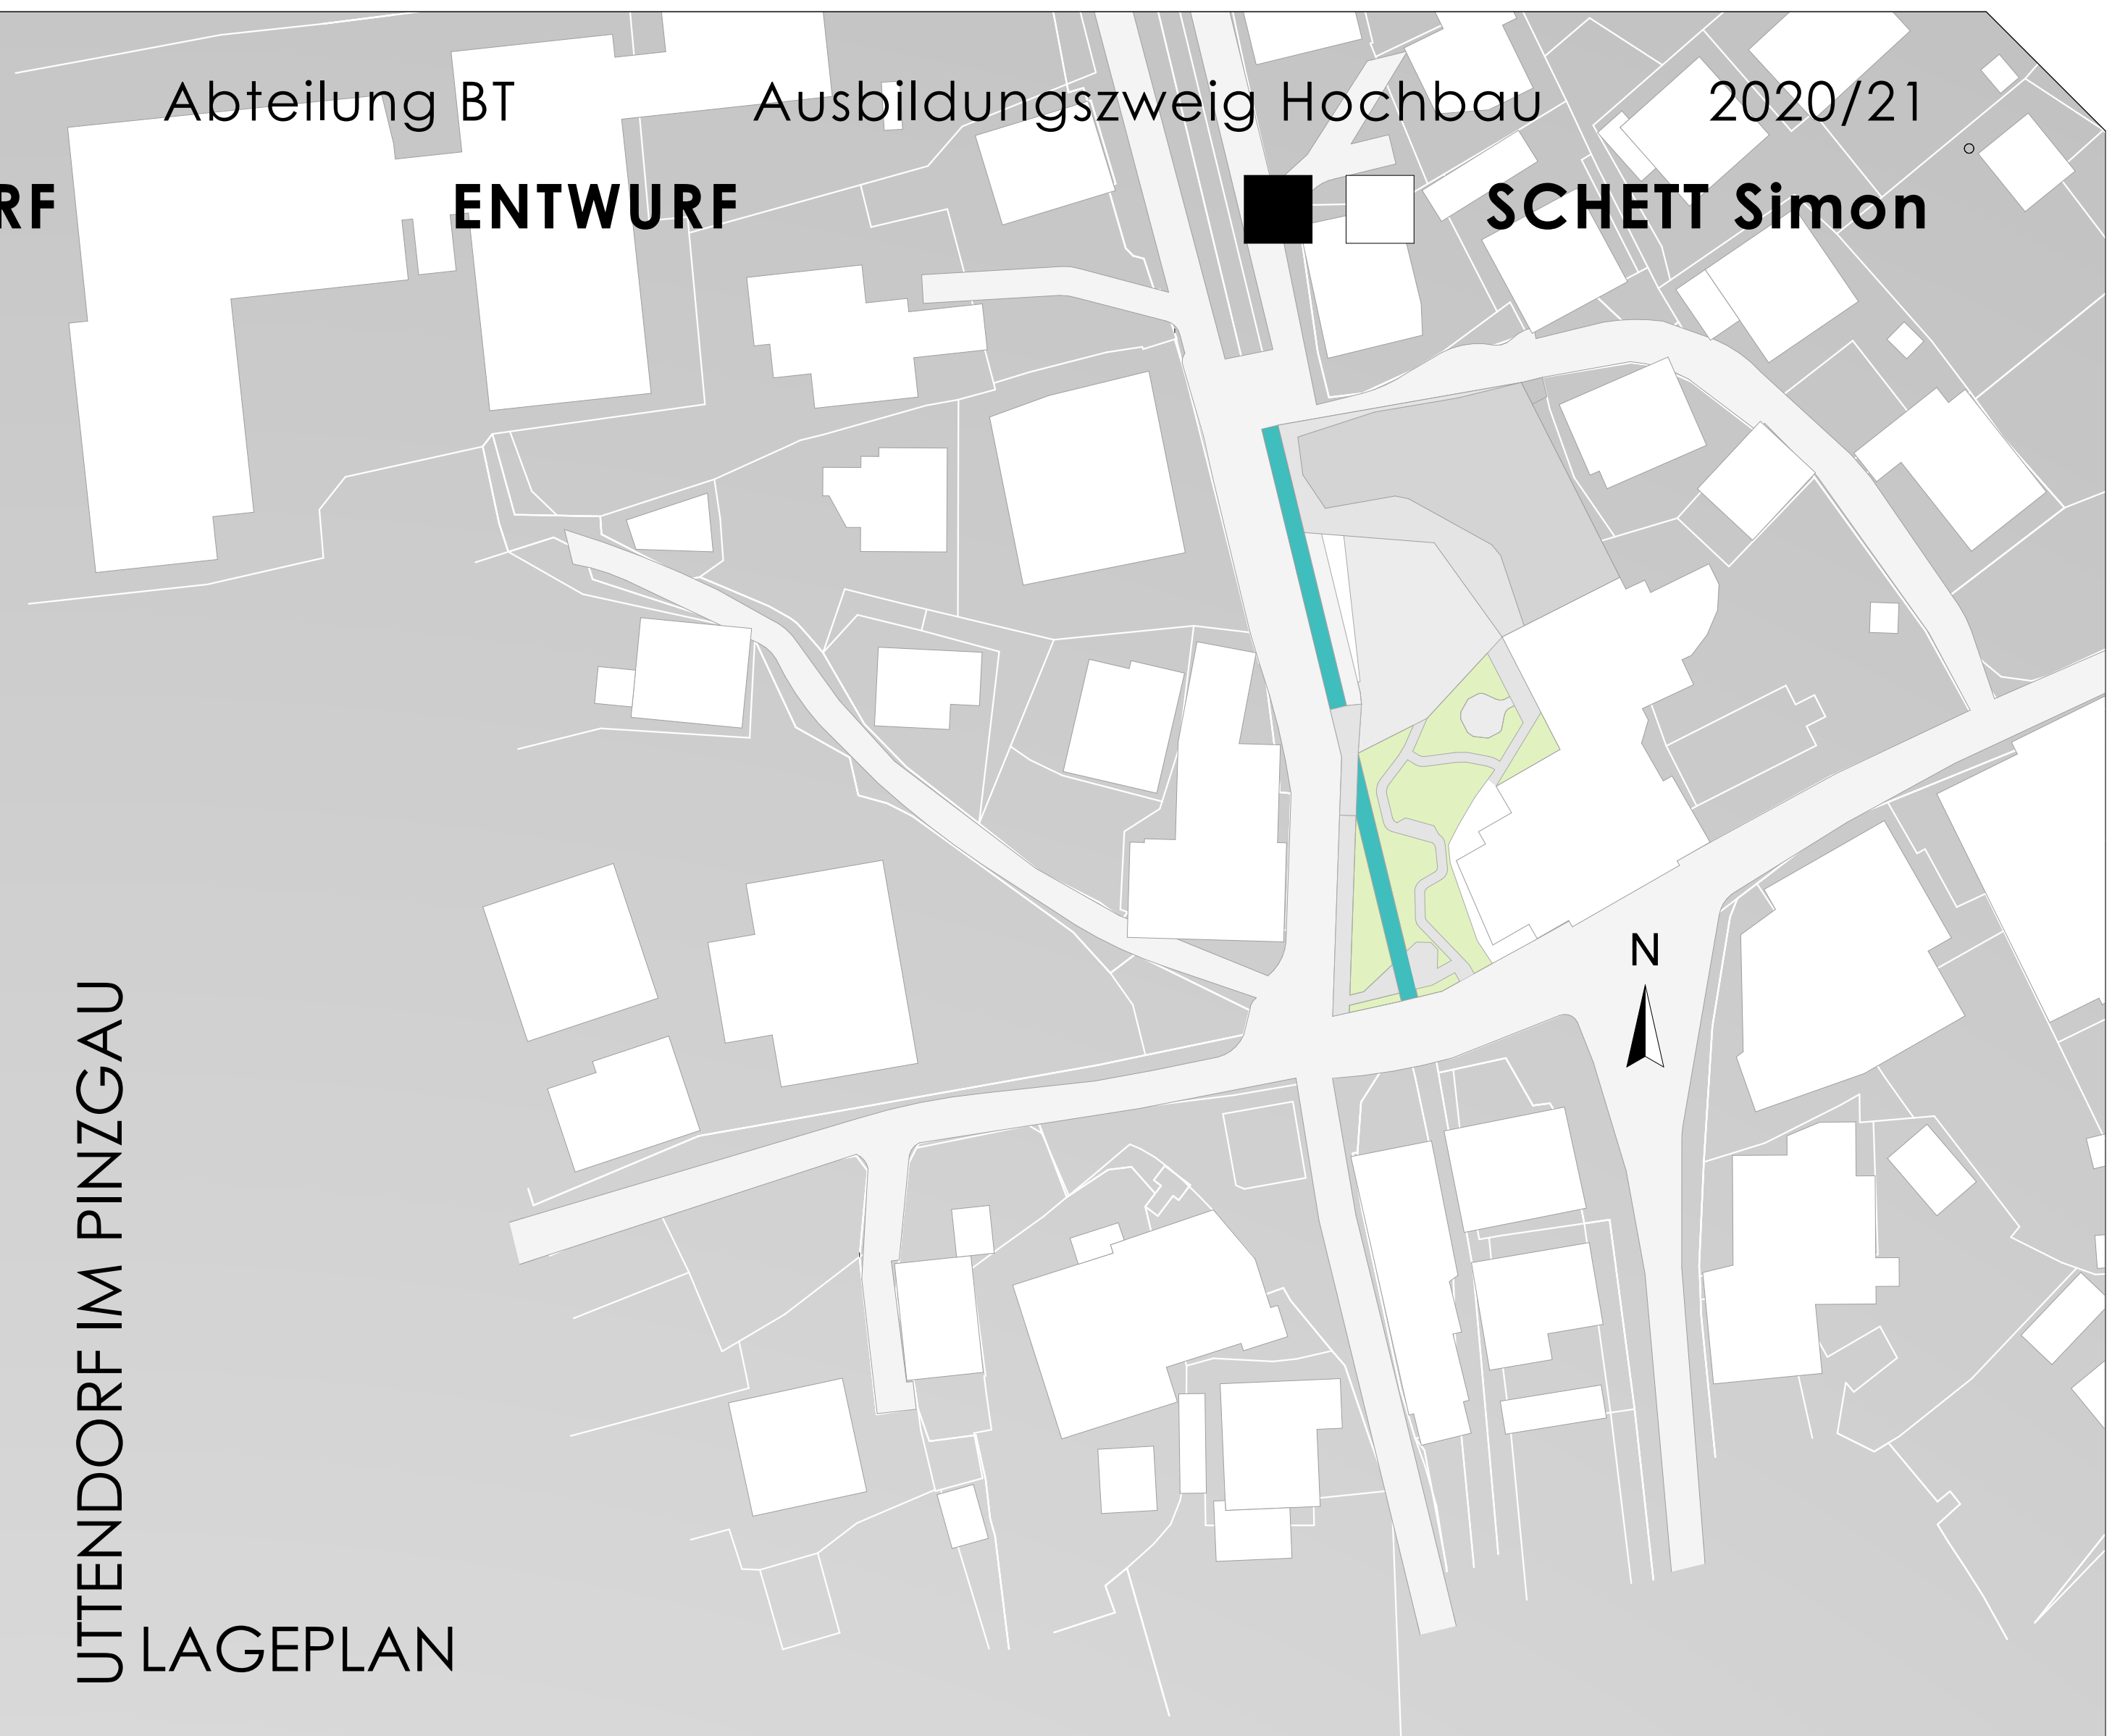 Abteilung BT Ausbildungszweig Hochbau 2020/21
RF ENTWURF SCHETT Simon
N
UTTENDORF IM PINZGAU
LAGEPLAN